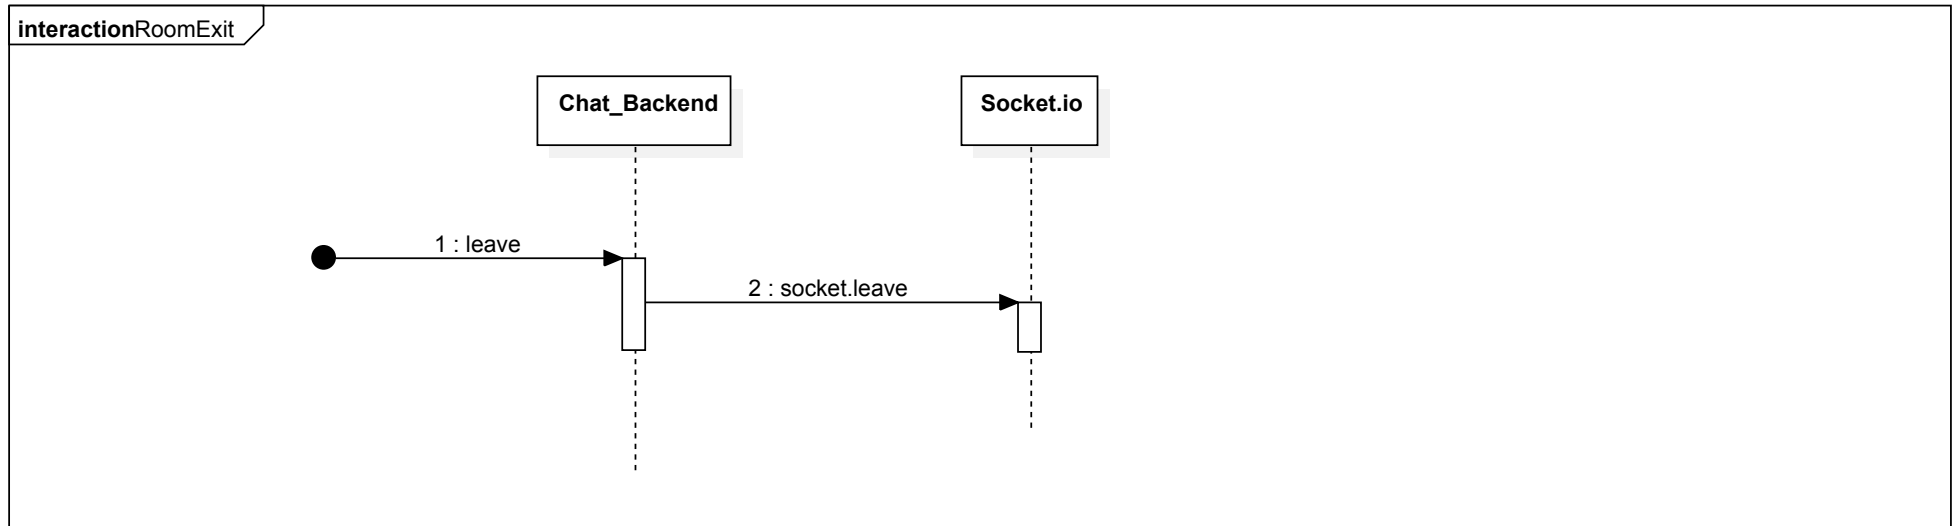 interactionRoomExit
Chat_Backend
Socket.io
1 : leave
2 : socket.leave